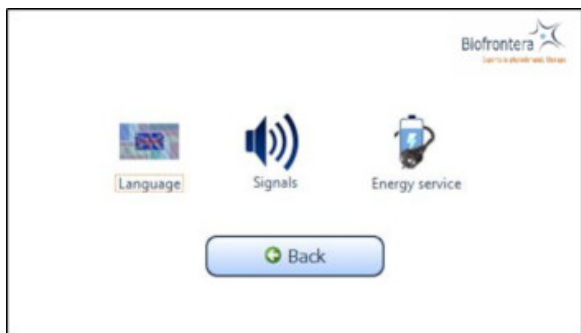 Biofrontera
Language
Signals
Energy service
Back